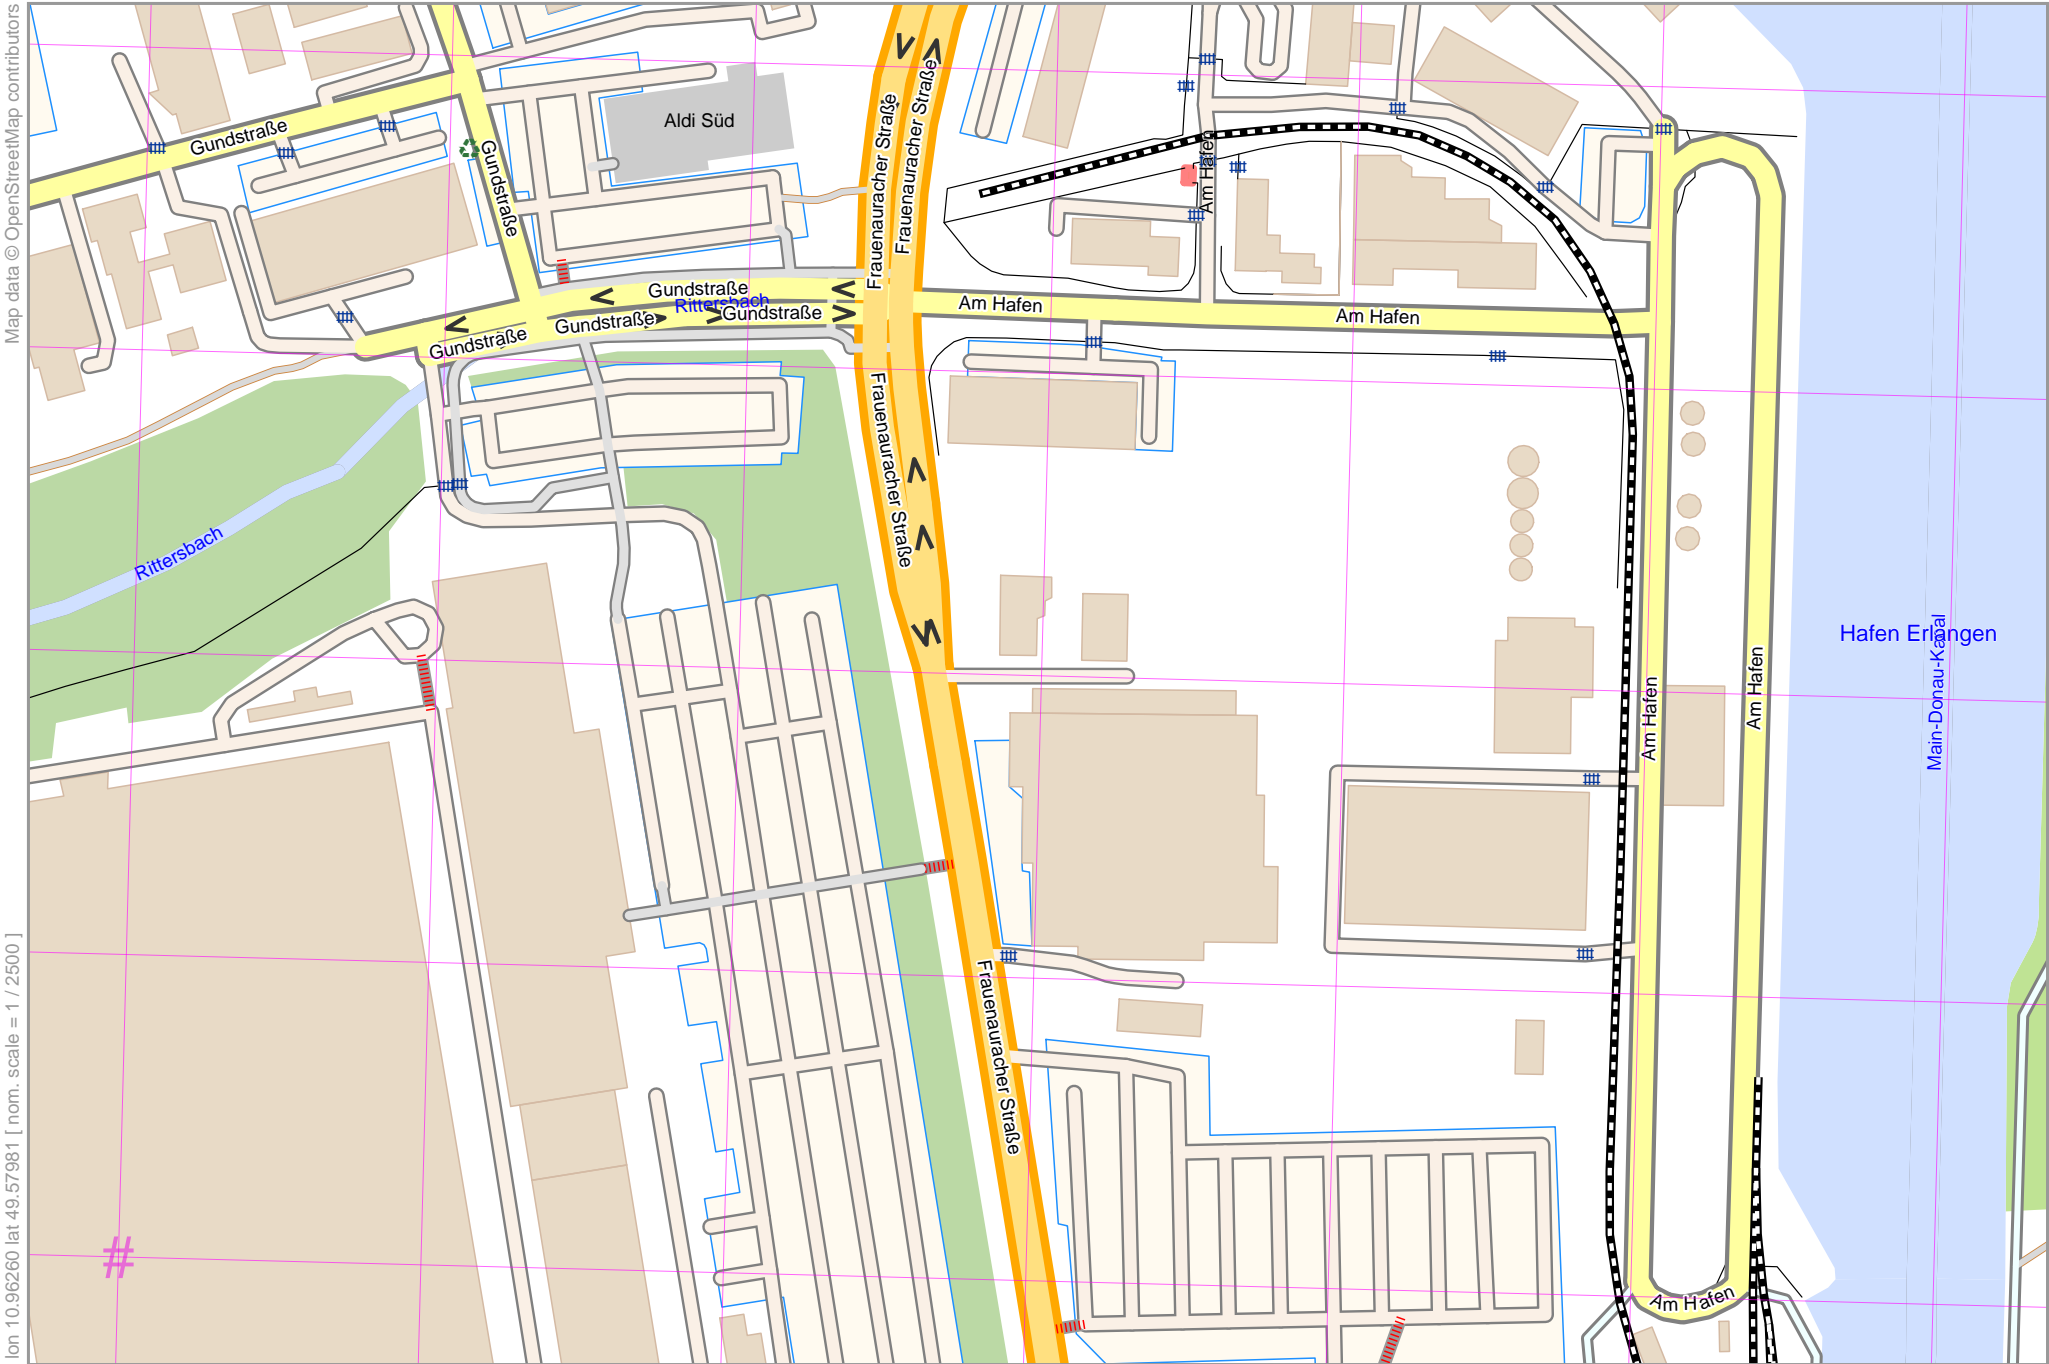 Map data © OpenStreetMap contributors
lon 10.96260 lat 49.57981 [ nom. scale = 1 / 2500 ]
Gundstraße
Gundstraße
Aldi Süd
Frauenauracher Straße
Frauenauracher Straße
Am Hafen
Gundstraße
Rittersbach
Gundstraße
Gundstraße
Gundstraße
Am Hafen
Am Hafen
Frauenauracher Straße
Rittersbach
Hafen Erlangen
Main-Donau-Kanal
Am Hafen
Am Hafen
Frauenauracher Straße
Am Hafen
#